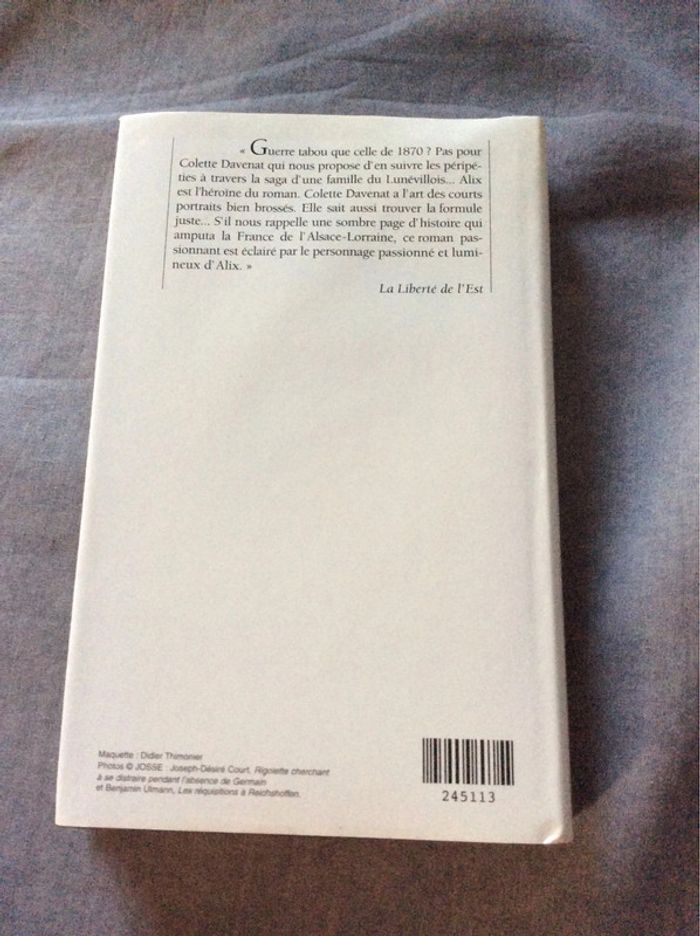 « Guerre tabou que celle de 1870 ? Pas pour
Colette Davenat qui nous propose d'en suivre les péripé-
ties à travers la saga d'une famille du Lunévillois... Alix
est l'héroïne du roman. Colette Davenat a l'art des courts
portraits bien brossés. Elle sait aussi trouver la formule
juste... S'il nous rappelle une sombre page d'histoire qui
amputa la France de l'Alsace-Lorraine, ce roman pas-
sionnant est éclairé par le personnage passionné et lumi-
neux d'Alix. »
La Liberté de l'Est
Maquette : Didier Thimonier
Photos © JOSSE : Joseph-Désiré Court, Rigolette cherchant
à se distraire pendant l'absence de Germain
et Benjamin Ulmann, Les réquisitions à Reichshoffen.
245113